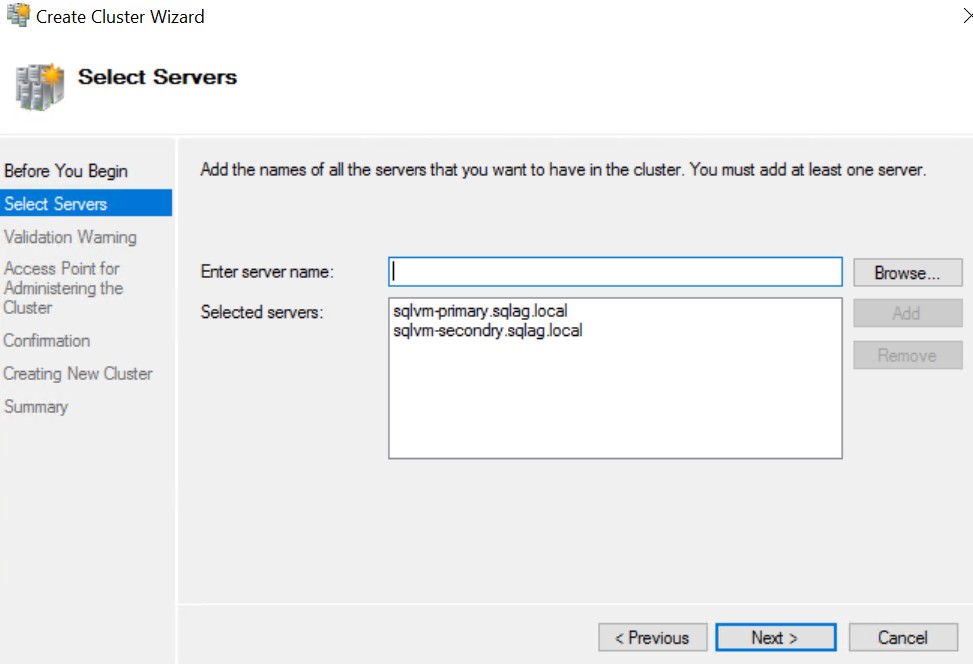 Create Cluster Wizard
Select Servers
Before You Begin
Select Servers
Validation Warning
Access Point for
Administering the
Cluster
Confirmation
Creating New Cluster
Summary
Add the names of all the servers that you want to have in the cluster. You must add at least one server.
Enter server name:
Browse...
Selected servers:
sqlvm-primary.sqlag.local
sqlvm-secondry.sqlag.local
Add
Remove
< Previous
Next >
Cancel